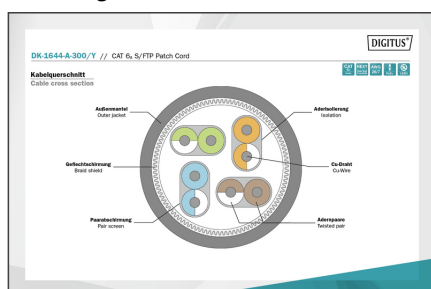 DIGITUS®
DK-1644-A-300/Y // CAT 6A S/FTP Patch Cord
Kabelquerschnitt
Cable cross section
Außenmantel
Outer jacket
Aderisolierung
Isolation
Geflechtschirmung
Braid shield
Cu-Draht
Cu-Wire
Paarabschirmung
Pair screen
Adernpaare
Twisted pair